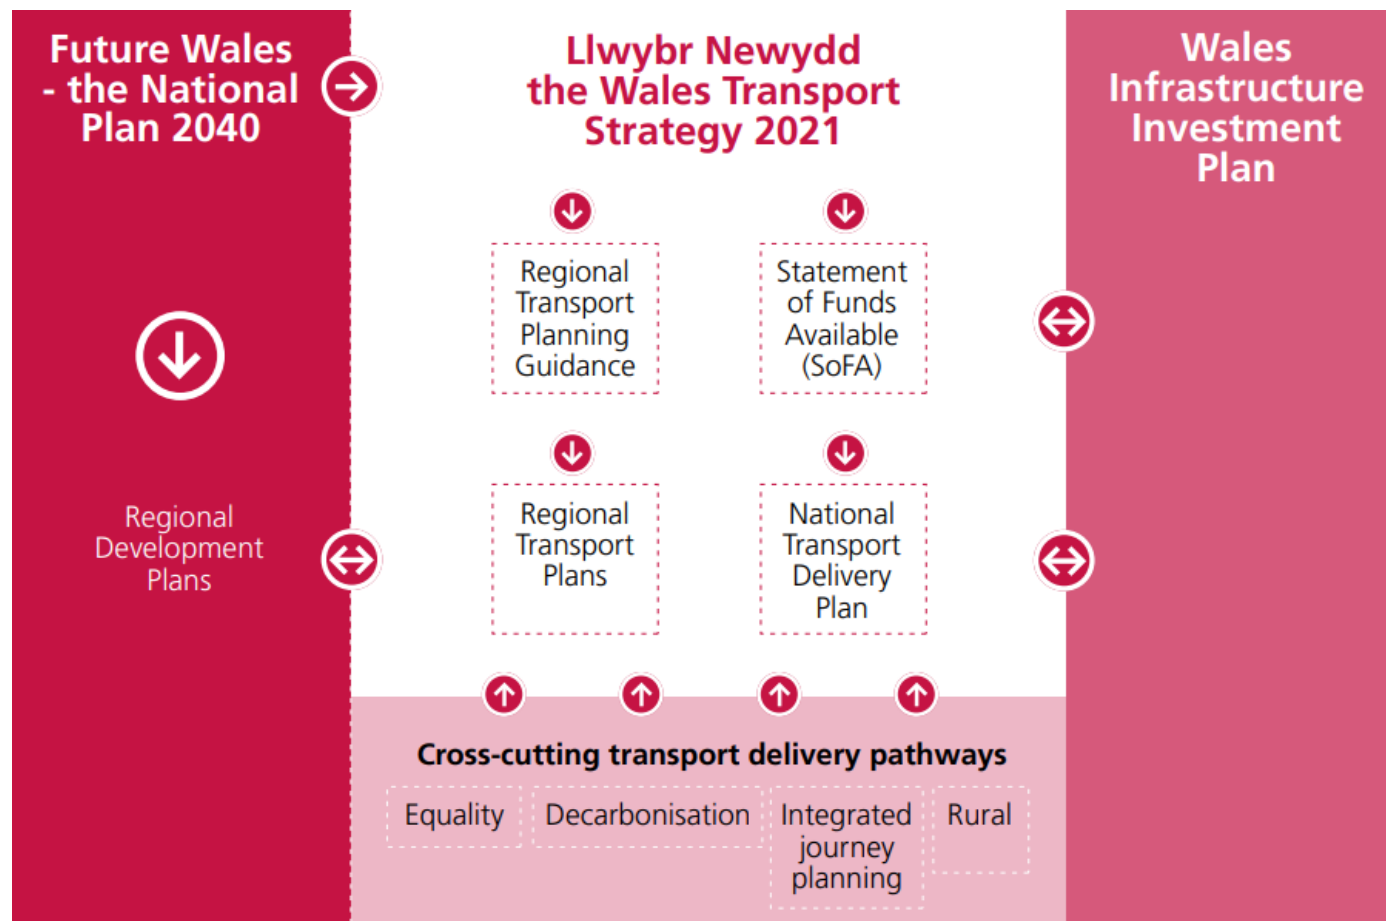 Future Wales
- the National
Plan 2040
Llwybr Newydd
the Wales Transport
Strategy 2021
Wales
Infrastructure
Investment
Plan
Regional
Transport
Planning
Guidance
Statement
of Funds
Available
(SoFA)
Regional
Development
Plans
Regional
Transport
Plans
National
Transport
Delivery
Plan
Cross-cutting transport delivery pathways
Equality
Decarbonisation
Integrated
journey
planning
Rural